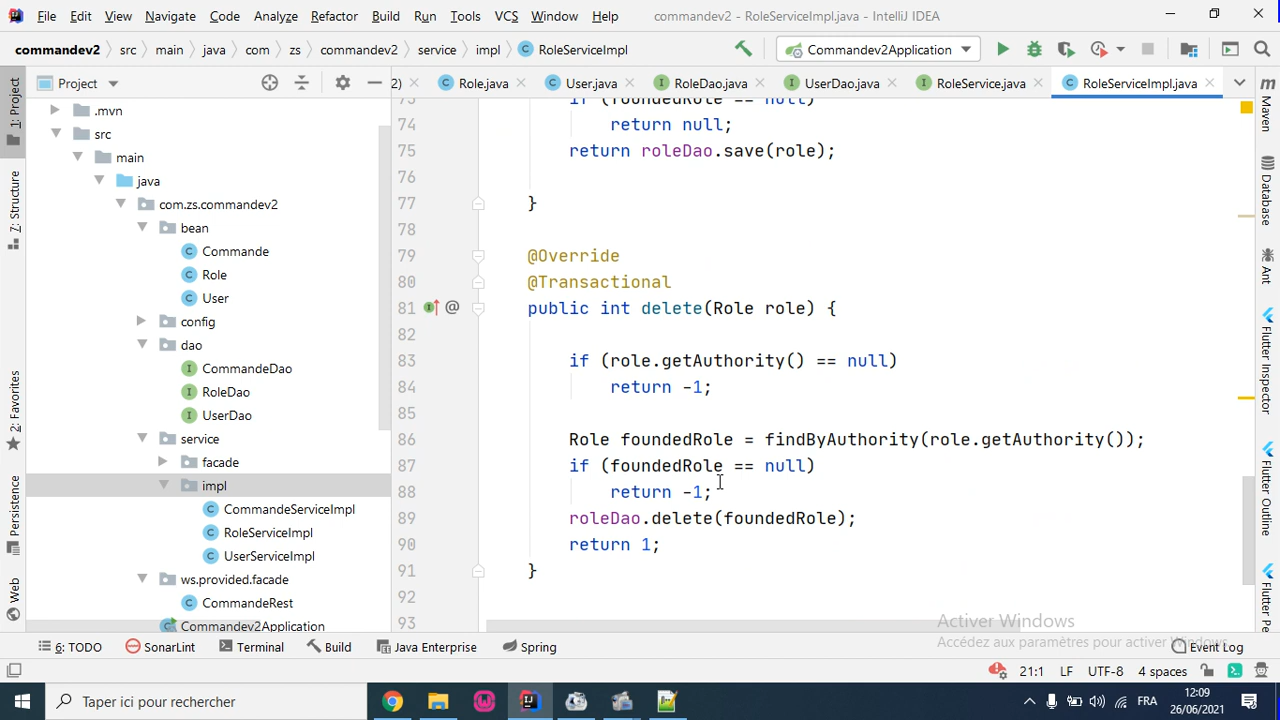 File Edit View Navigate Code Analyze Refactor Build Run Tools VCS Window Help commandev2 - RoleServiceImpl.java - IntelliJ IDEA
commandev2 src main java com zs commandev2 service impl RoleServiceImpl Commandev2Application
1: Project
Z: Structure
2: Favorites
Persistence
Web
Project
2) Role.java User.java RoleDao.java UserDao.java RoleService.java RoleServiceImpl.java
.mvn
src
main
java
com.zs.commandev2
bean
Commande
Role
User
config
dao
CommandeDao
RoleDao
UserDao
service
facade
impl
CommandeServiceImpl
RoleServiceImpl
UserServiceImpl
ws.provided.facade
CommandeRest
Commandev2Application
73 if (foundedRole == null)
74 return null;
75 return roleDao.save(role);
76
77 }
78
79 @Override
80 @Transactional
81 @ public int delete(Role role) {
82
83 if (role.getAuthority() == null)
84 return -1;
85
86 Role foundedRole = findByAuthority(role.getAuthority());
87 if (foundedRole == null)
88 return -1;
89 roleDao.delete(foundedRole);
90 return 1;
91 }
92
93
Maven
Database
Ant
Flutter Inspector
Flutter Outline
Flutter Pe
Activer Windows
Accédez aux paramètres pour activer Windows.
6: TODO SonarLint Terminal Build Java Enterprise Spring Event Log
21:1 LF UTF-8 4 spaces
Taper ici pour rechercher
FRA
12:09
26/06/2021